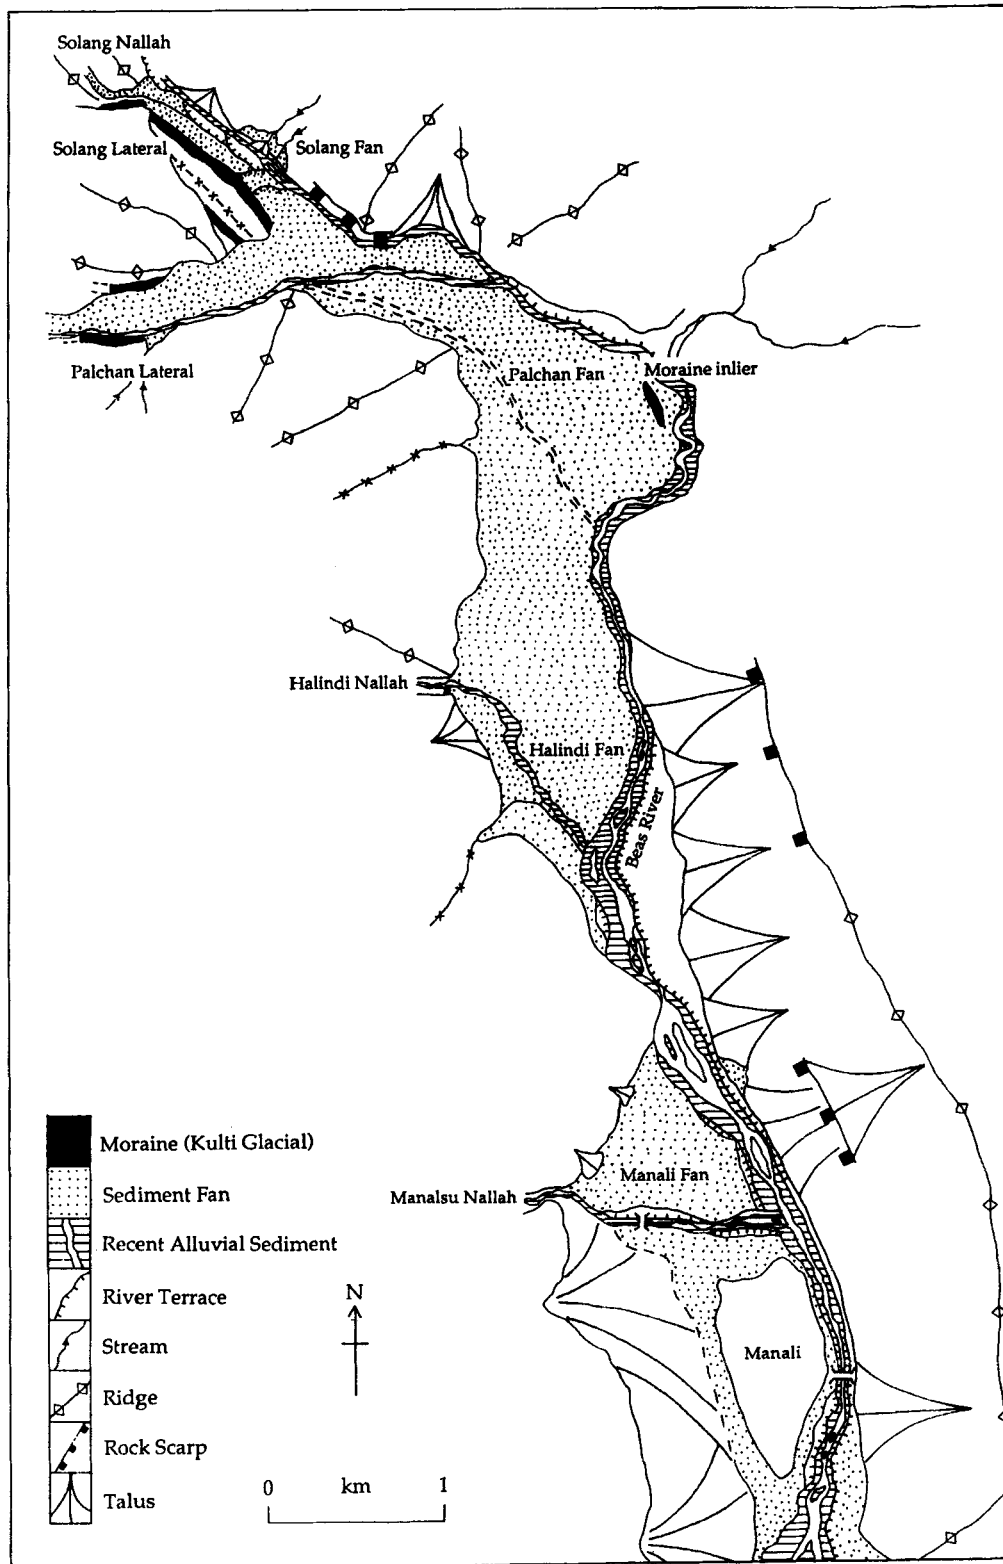 Solang Nallah
Solang Lateral
Solang Fan
Palchan Lateral
Palchan Fan
Moraine inlier
Halindi Nallah
Halindi Fan
Beas River
Manali Fan
Manalsu Nallah
Manali
Moraine (Kulti Glacial)
Sediment Fan
Recent Alluvial Sediment
River Terrace
Stream
Ridge
Rock Scarp
Talus
N
0 km 1